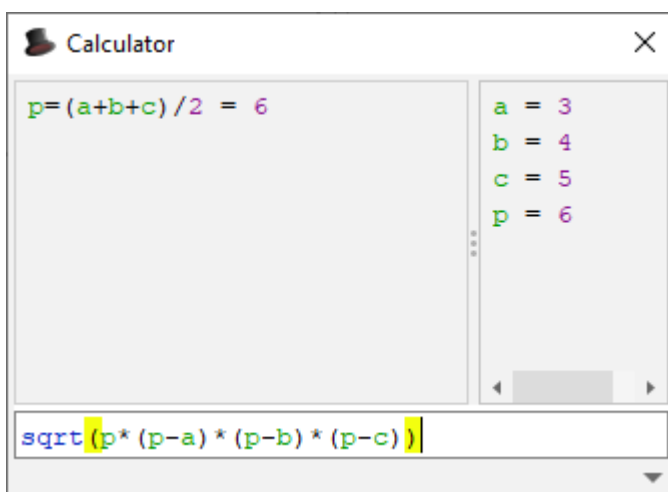 Calculator
p=(a+b+c)/2 = 6
a = 3
b = 4
c = 5
p = 6
sqrt(p*(p-a)*(p-b)*(p-c))